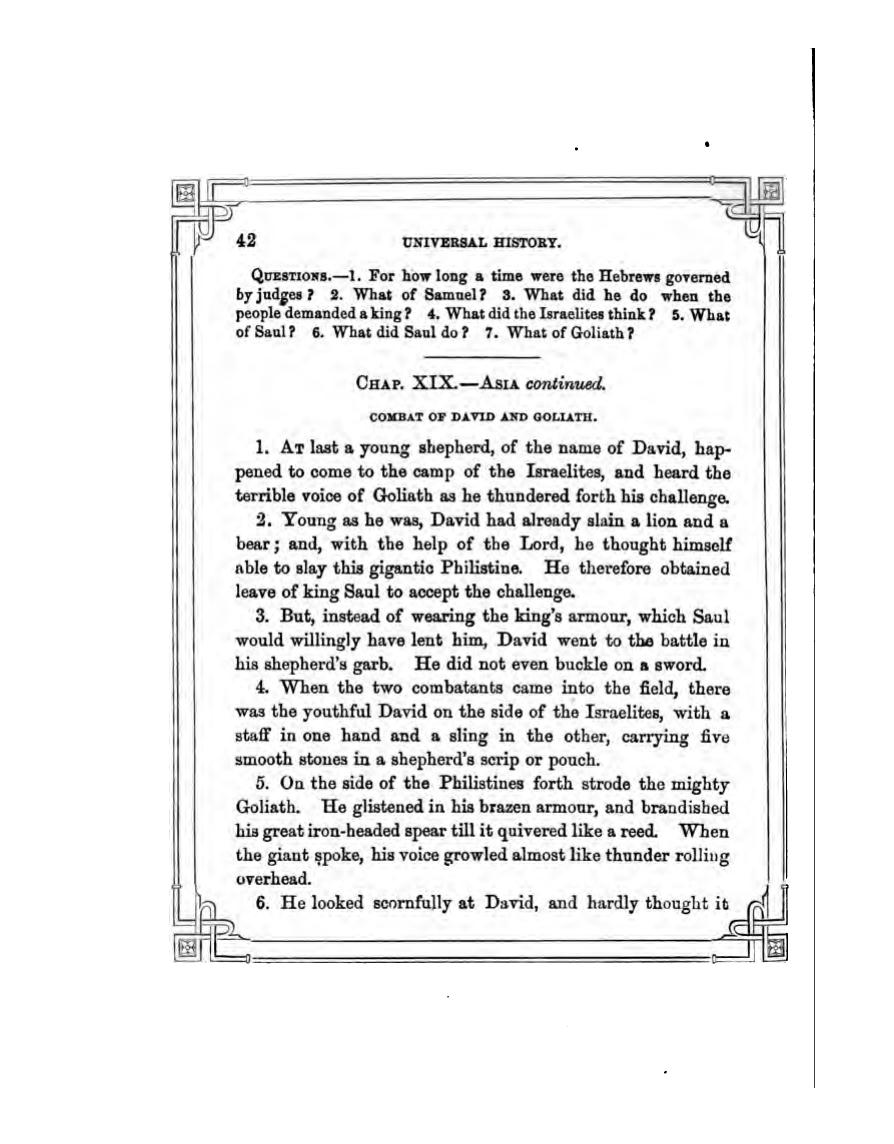 42 UNIVERSAL HISTORY.
QUESTIONS.—1. For how long a time were the Hebrews governed
by judges? 2. What of Samuel? 3. What did he do when the
people demanded a king? 4. What did the Israelites think? 5. What
of Saul? 6. What did Saul do? 7. What of Goliath?
CHAP. XIX.—ASIA continued.
COMBAT OF DAVID AND GOLIATH.
1. AT last a young shepherd, of the name of David, hap-
pened to come to the camp of the Israelites, and heard the
terrible voice of Goliath as he thundered forth his challenge.
2. Young as he was, David had already slain a lion and a
bear; and, with the help of the Lord, he thought himself
able to slay this gigantic Philistine. He therefore obtained
leave of king Saul to accept the challenge.
3. But, instead of wearing the king's armour, which Saul
would willingly have lent him, David went to the battle in
his shepherd's garb. He did not even buckle on a sword.
4. When the two combatants came into the field, there
was the youthful David on the side of the Israelites, with a
staff in one hand and a sling in the other, carrying five
smooth stones in a shepherd's scrip or pouch.
5. On the side of the Philistines forth strode the mighty
Goliath. He glistened in his brazen armour, and brandished
his great iron-headed spear till it quivered like a reed. When
the giant spoke, his voice growled almost like thunder rolling
overhead.
6. He looked scornfully at David, and hardly thought it